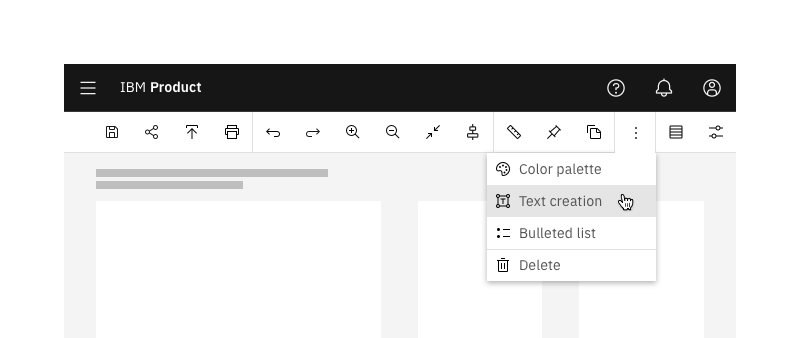 IBM Product
Color palette
Text creation
Bulleted list
Delete